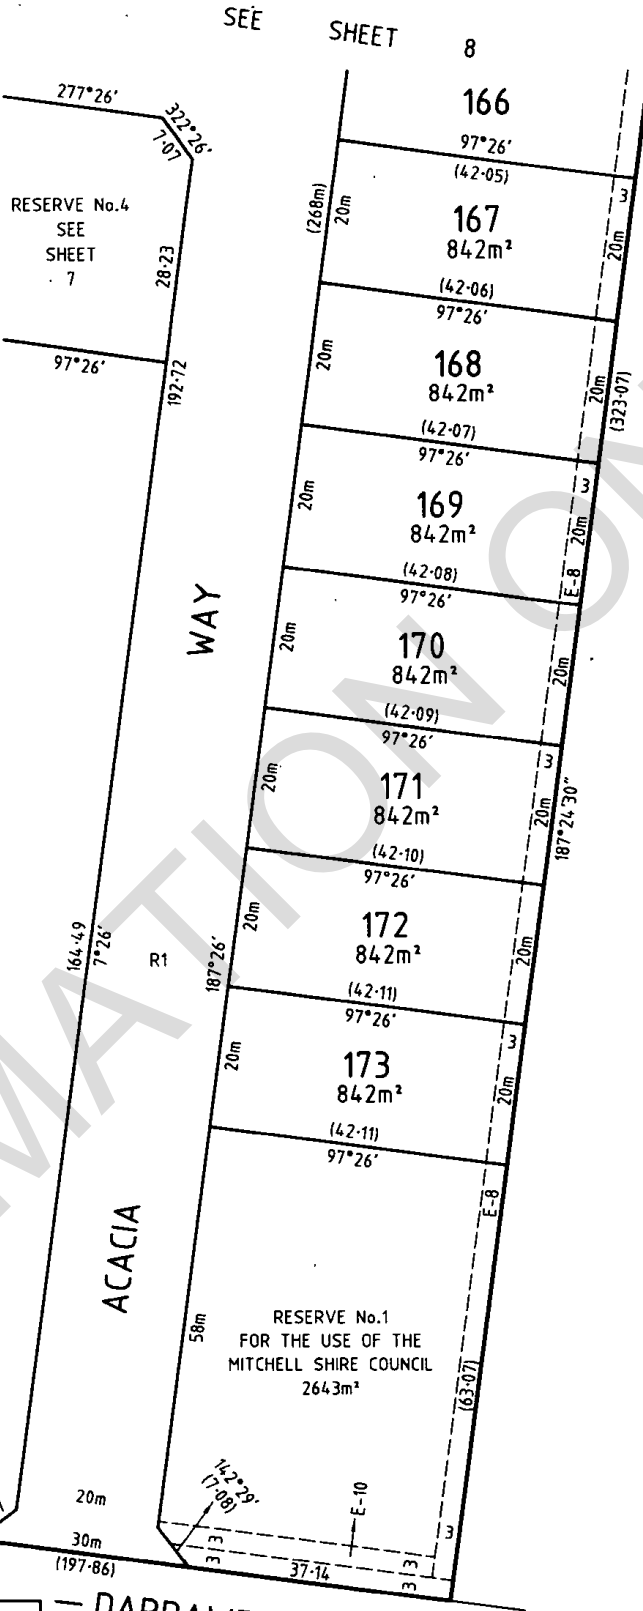 SEE SHEET 8
277°26'
322°26'
7·07
RESERVE No.4
SEE
SHEET
7
28·23
97°26'
192·72
166
97°26'
(42·05)
(268m)
20m
167
842m²
3
20m
(42·06)
97°26'
20m
168
842m²
20m
(323·07)
(42·07)
97°26'
20m
169
842m²
3
20m
E-8
(42·08)
97°26'
WAY
20m
170
842m²
20m
(42·09)
97°26'
20m
171
842m²
3
20m
187°24'30"
(42·10)
97°26'
164·49
7°26'
R1
187°26'
20m
172
842m²
20m
(42·11)
97°26'
20m
173
842m²
3
20m
(42·11)
97°26'
E-8
ACACIA
58m
RESERVE No.1
FOR THE USE OF THE
MITCHELL SHIRE COUNCIL
2643m²
(63·07)
142°29'
(7·08)
E-10
20m
3
3
3
30m
3
37·14
3
(197·86)
MATION ON